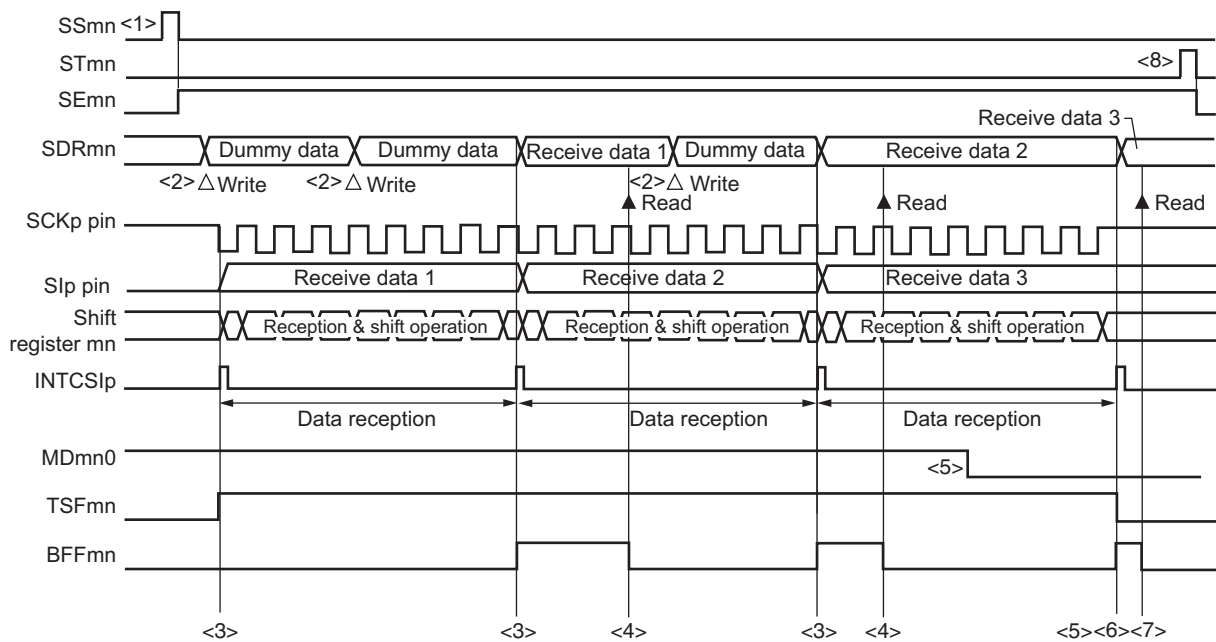 SSmn <1>
STmn <8>
SEmn
Receive data 3
SDRmn Dummy data Dummy data Receive data 1 Dummy data Receive data 2
<2> △ Write <2> △ Write <2> △ Write
▲ Read ▲ Read ▲ Read
SCKp pin
SIp pin Receive data 1 Receive data 2 Receive data 3
Shift
register mn Reception & shift operation Reception & shift operation Reception & shift operation
INTCSIp
Data reception Data reception Data reception
MDmn0 <5>
TSFmn
BFFmn
<3> <3> <4> <3> <4> <5> <6> <7>